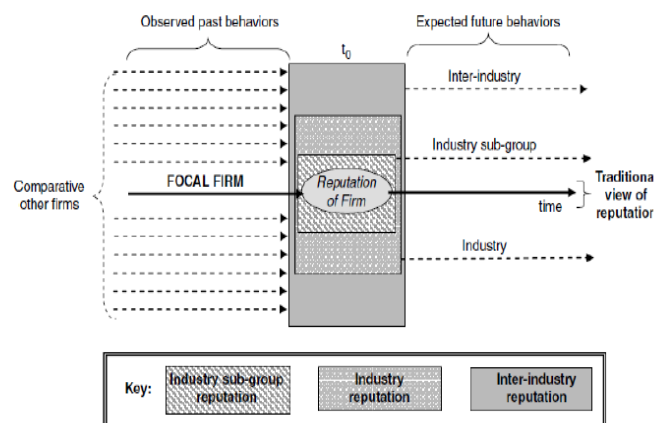 Observed past behaviors
t0
Expected future behaviors
Inter-industry
Industry sub-group
Comparative
other firms
FOCAL FIRM
Reputation
of Firm
time
Traditiona
view of
reputation
Industry
Key:
Industry sub-group
reputation
Industry
reputation
Inter-industry
reputation